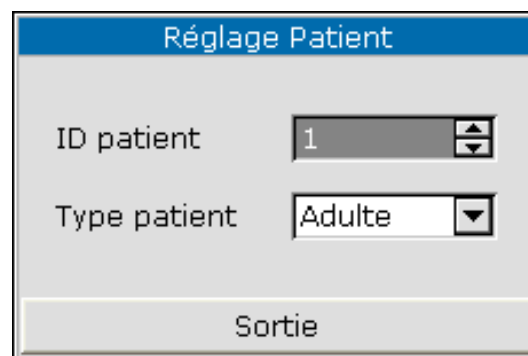 Réglage Patient
ID patient 1
Type patient Adulte
Sortie